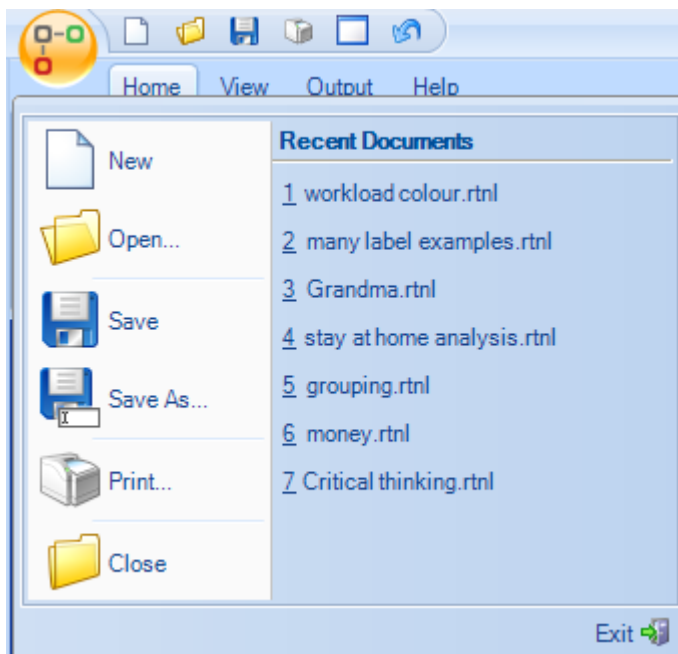 Home View Output Help
New
Open...
Save
Save As...
Print...
Close
Recent Documents
1 workload colour.rtnl
2 many label examples.rtnl
3 Grandma.rtnl
4 stay at home analysis.rtnl
5 grouping.rtnl
6 money.rtnl
7 Critical thinking.rtnl
Exit